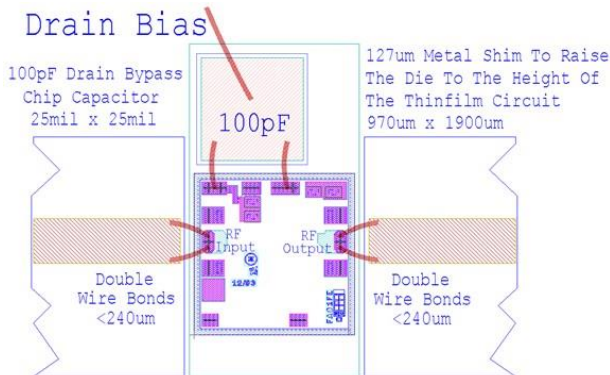 Drain Bias
100pF Drain Bypass
Chip Capacitor
25mil x 25mil
127um Metal Shim To Raise
The Die To The Height Of
The Thinfilm Circuit
970um x 1900um
100pF
RF
Input
RF
Output
Double
Wire Bonds
<240um
Double
Wire Bonds
<240um